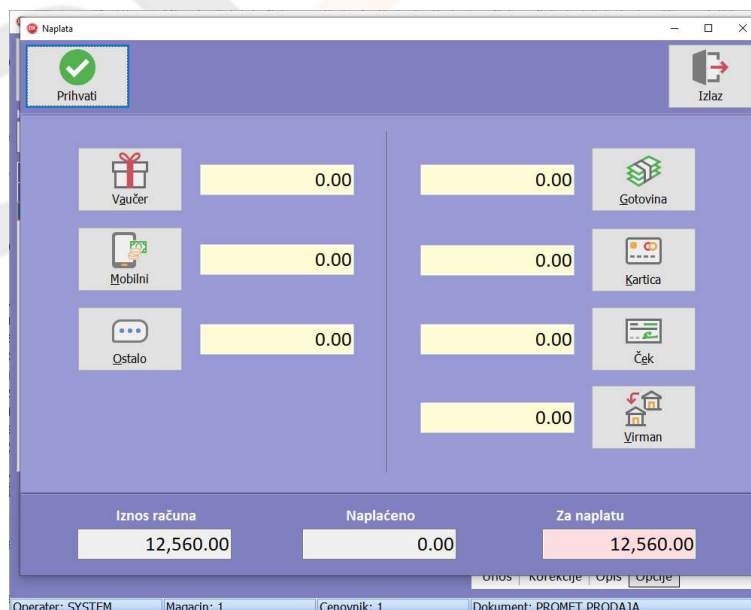 Naplata
Prihvati
Izlaz
Vaučer
0.00
0.00
Gotovina
Mobilni
0.00
0.00
Kartica
Ostalo
0.00
0.00
Ček
0.00
Virman
Iznos računa
Naplaćeno
Za naplatu
12,560.00
0.00
12,560.00
Unos
Korekcije
Opis
Opcije
Operater: SYSTEM
Magacin: 1
Cenovnik: 1
Dokument: PROMET PRODAJA